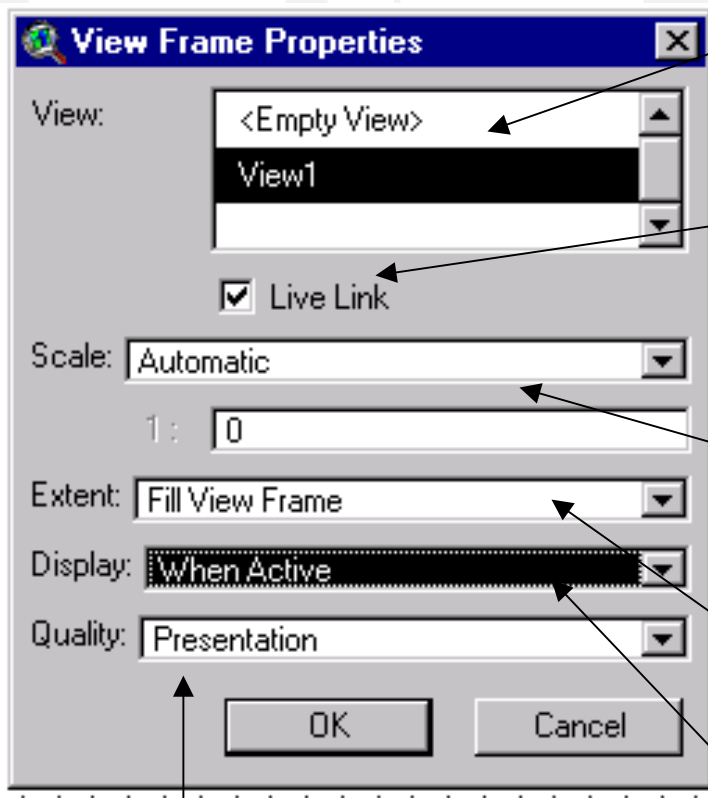 View Frame Properties
View:
<Empty View>
View1
Live Link
Scale: Automatic
1 : 0
Extent: Fill View Frame
Display: When Active
Quality: Presentation
OK Cancel